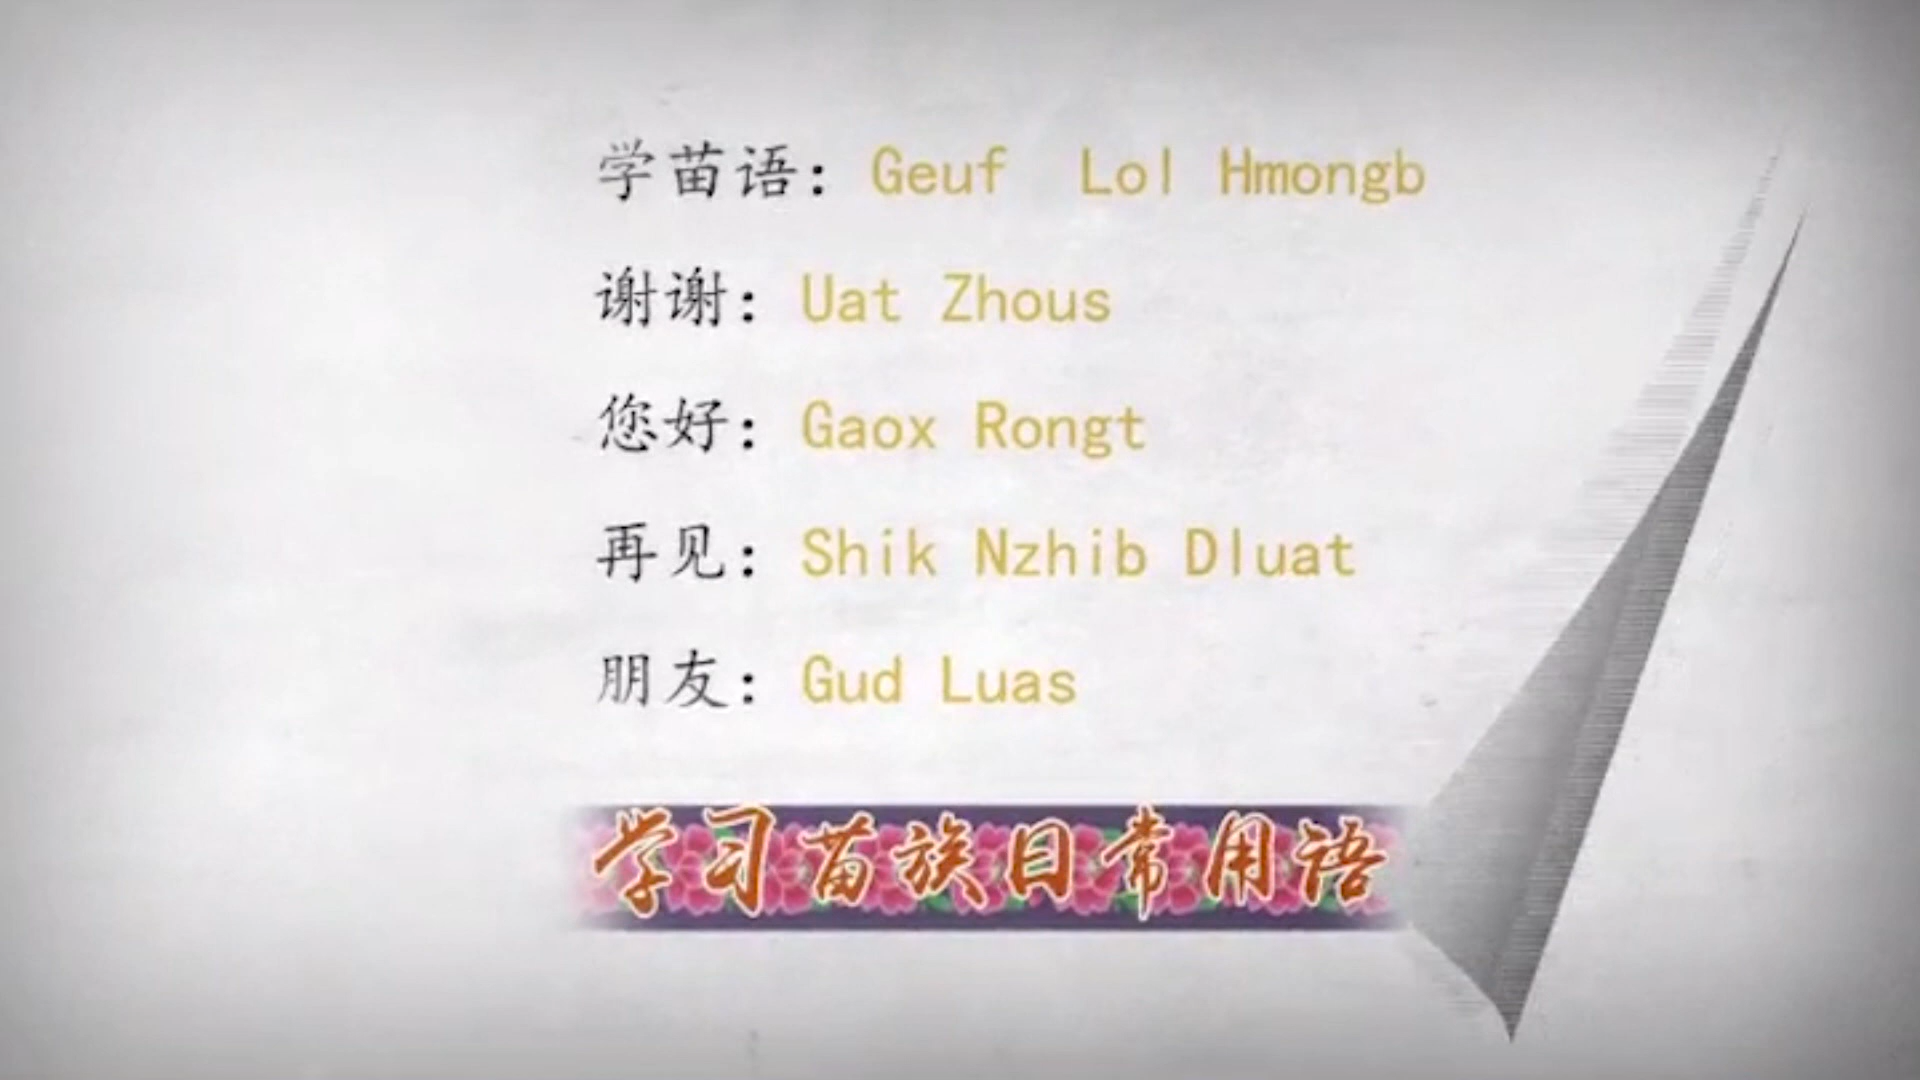 学苗语：Geuf Lol Hmongb
谢谢：Uat Zhous
您好：Gaox Rongt
再见：Shik Nzhib Dluat
朋友：Gud Luas
学习苗族日常用语